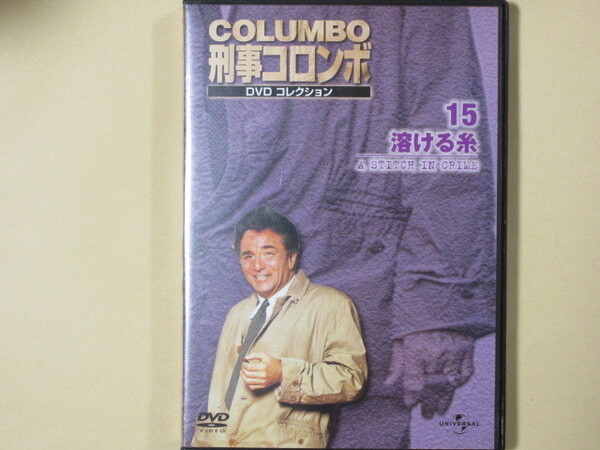 COLUMBO
刑事コロンボ
DVD コレクション
15
溶ける糸
A STITCH IN CRIME
DVD
VIDEO
UNIVERSAL